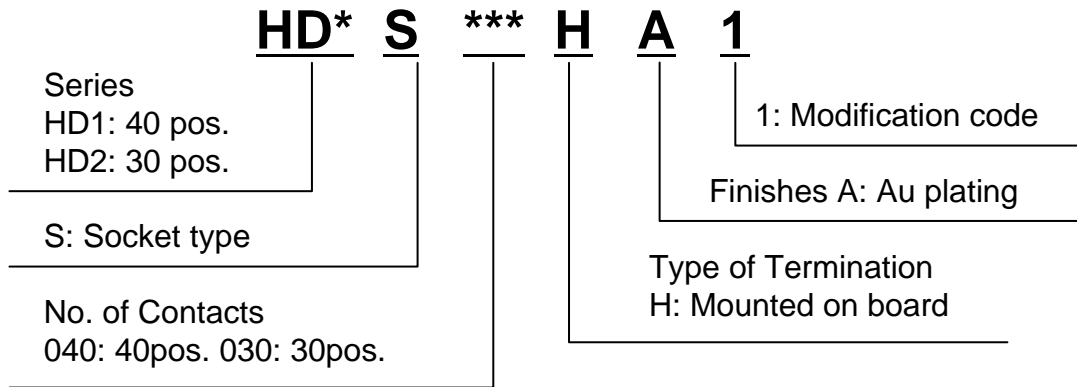 HD* S *** H A 1
Series
HD1: 40 pos.
HD2: 30 pos.
S: Socket type
No. of Contacts
040: 40pos. 030: 30pos.
1: Modification code
Finishes A: Au plating
Type of Termination
H: Mounted on board